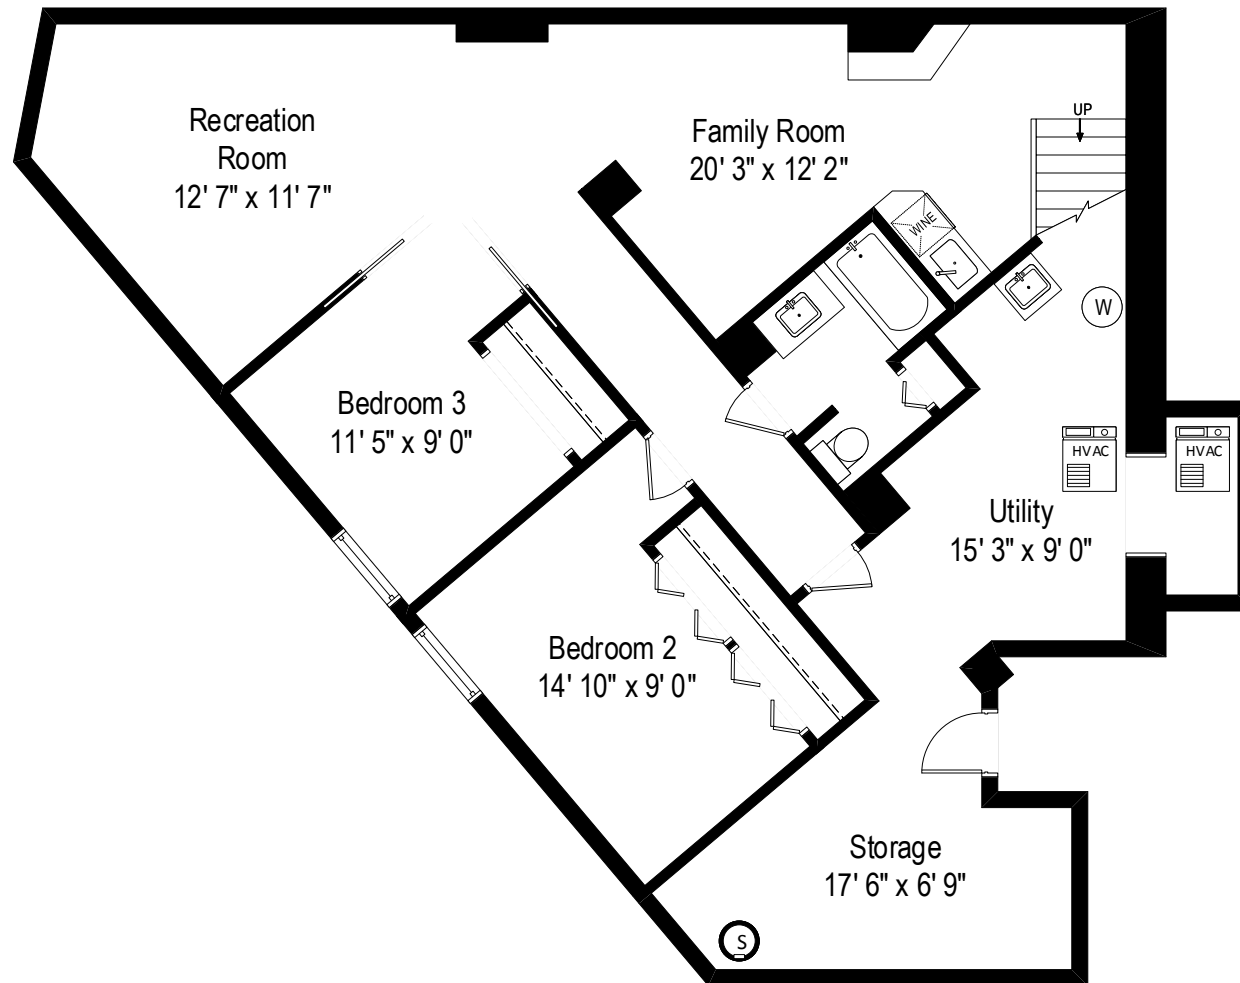 Recreation
Room
12' 7" x 11' 7"
Family Room
20' 3" x 12' 2"
UP
WINE
W
Bedroom 3
11' 5" x 9' 0"
HVAC
HVAC
Utility
15' 3" x 9' 0"
Bedroom 2
14' 10" x 9' 0"
Storage
17' 6" x 6' 9"
S